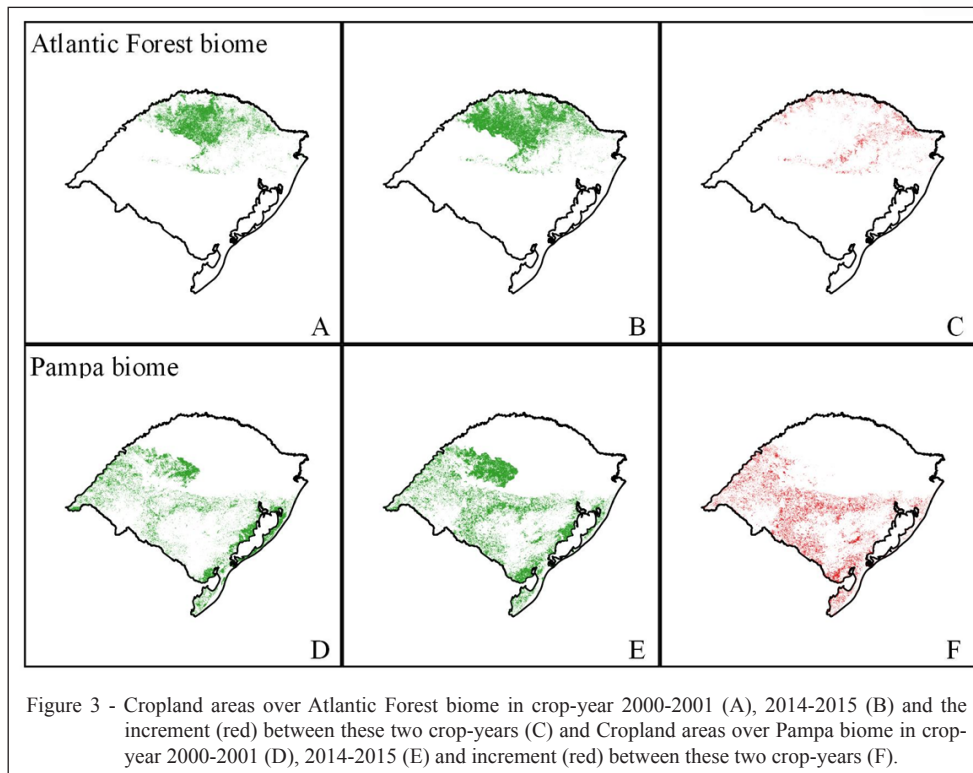 Atlantic Forest biome
A
B
C
Pampa biome
D
E
F
Figure 3 - Cropland areas over Atlantic Forest biome in crop-year 2000-2001 (A), 2014-2015 (B) and the
increment (red) between these two crop-years (C) and Cropland areas over Pampa biome in crop-
year 2000-2001 (D), 2014-2015 (E) and increment (red) between these two crop-years (F).